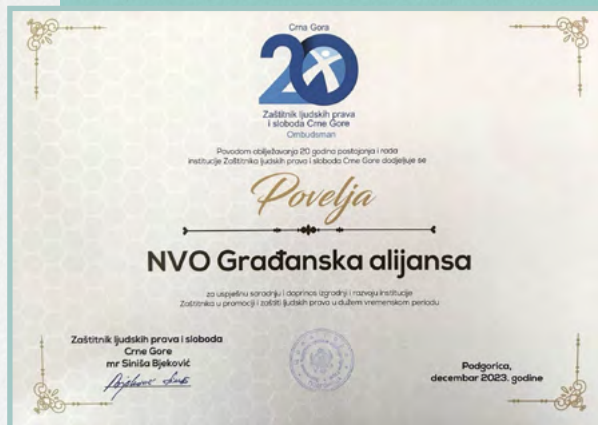 Crna Gora
20
Zaštitnik ljudskih prava
i sloboda Crne Gore
Ombudsman
Povodom obilježavanja 20 godina postojanja i rada
institucije Zaštitnika ljudskih prava i sloboda Crne Gore dodjeljuje se
Povelja
NVO Građanska alijansa
za uspješnu saradnju i doprinos izgradnji i razvoju institucije
Zaštitnika u promociji i zaštiti ljudskih prava u dužem vremenskom periodu
Zaštitnik ljudskih prava i sloboda
Crne Gore
mr Siniša Bjeković
Podgorica,
decembar 2023. godine